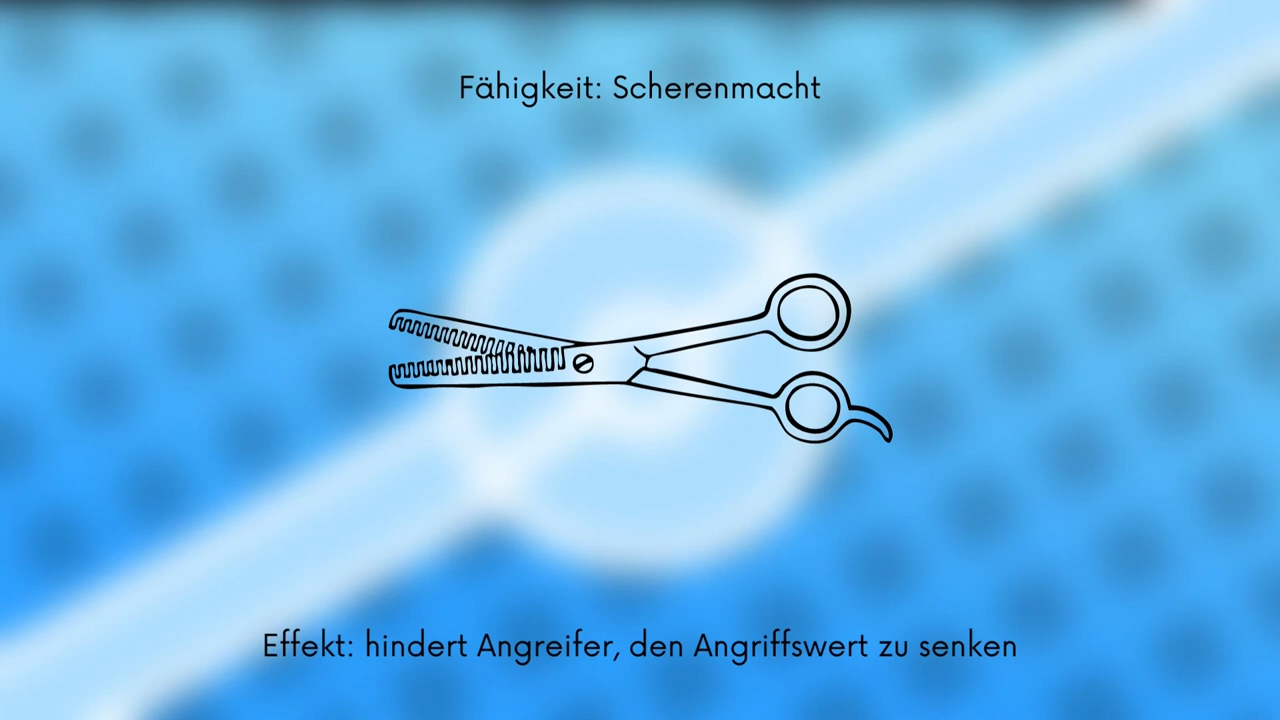 Fähigkeit: Scherenmacht
Effekt: hindert Angreifer, den Angriffswert zu senken